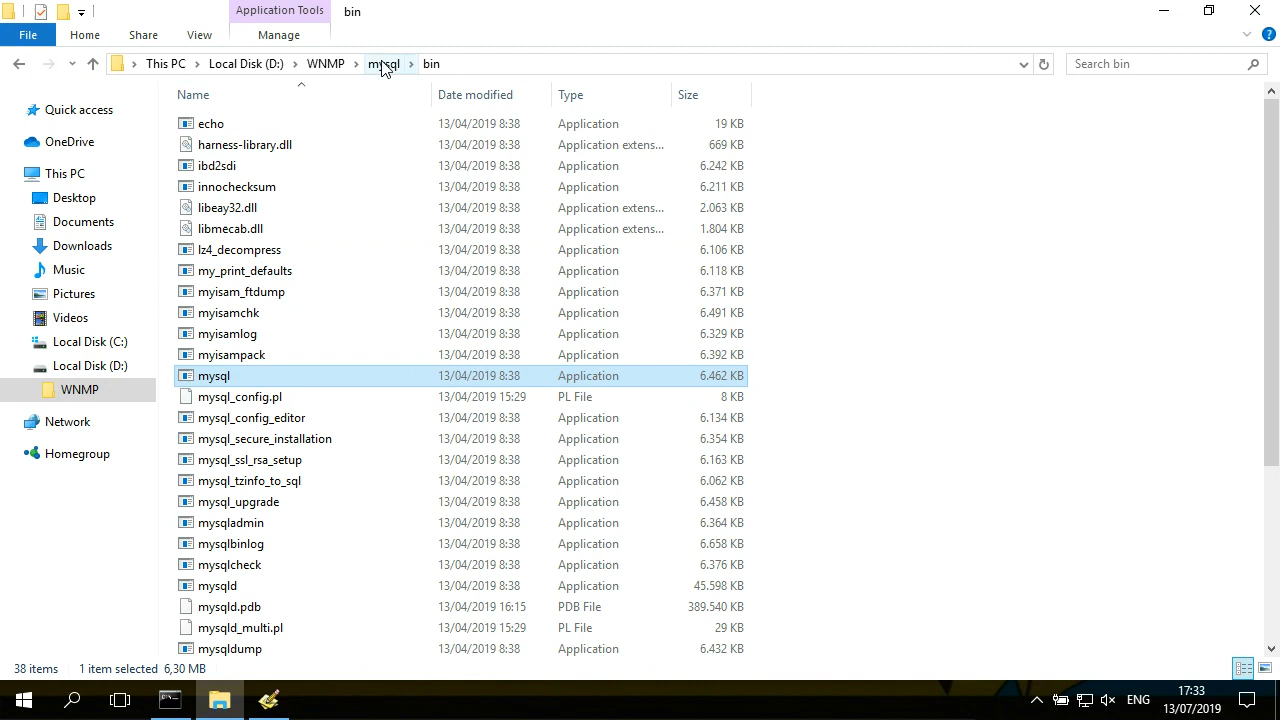 Application Tools bin
File Home Share View Manage
This PC Local Disk (D:) WNMP mysql bin Search bin
Name Date modified Type Size
Quick access
OneDrive
This PC
Desktop
Documents
Downloads
Music
Pictures
Videos
Local Disk (C:)
Local Disk (D:)
WNMP
Network
Homegroup
echo 13/04/2019 8:38 Application 19 KB
harness-library.dll 13/04/2019 8:38 Application extens... 669 KB
ibd2sdi 13/04/2019 8:38 Application 6.242 KB
innochecksum 13/04/2019 8:38 Application 6.211 KB
libeay32.dll 13/04/2019 8:38 Application extens... 2.063 KB
libmecab.dll 13/04/2019 8:38 Application extens... 1.804 KB
lz4_decompress 13/04/2019 8:38 Application 6.106 KB
my_print_defaults 13/04/2019 8:38 Application 6.118 KB
myisam_ftdump 13/04/2019 8:38 Application 6.371 KB
myisamchk 13/04/2019 8:38 Application 6.491 KB
myisamlog 13/04/2019 8:38 Application 6.329 KB
myisampack 13/04/2019 8:38 Application 6.392 KB
mysql 13/04/2019 8:38 Application 6.462 KB
mysql_config.pl 13/04/2019 15:29 PL File 8 KB
mysql_config_editor 13/04/2019 8:38 Application 6.134 KB
mysql_secure_installation 13/04/2019 8:38 Application 6.354 KB
mysql_ssl_rsa_setup 13/04/2019 8:38 Application 6.163 KB
mysql_tzinfo_to_sql 13/04/2019 8:38 Application 6.062 KB
mysql_upgrade 13/04/2019 8:38 Application 6.458 KB
mysqladmin 13/04/2019 8:38 Application 6.364 KB
mysqlbinlog 13/04/2019 8:38 Application 6.658 KB
mysqlcheck 13/04/2019 8:38 Application 6.376 KB
mysqld 13/04/2019 8:38 Application 45.598 KB
mysqld.pdb 13/04/2019 16:15 PDB File 389.540 KB
mysqld_multi.pl 13/04/2019 15:29 PL File 29 KB
mysqldump 13/04/2019 8:38 Application 6.432 KB
38 items 1 item selected 6,30 MB
ENG 17:33
13/07/2019